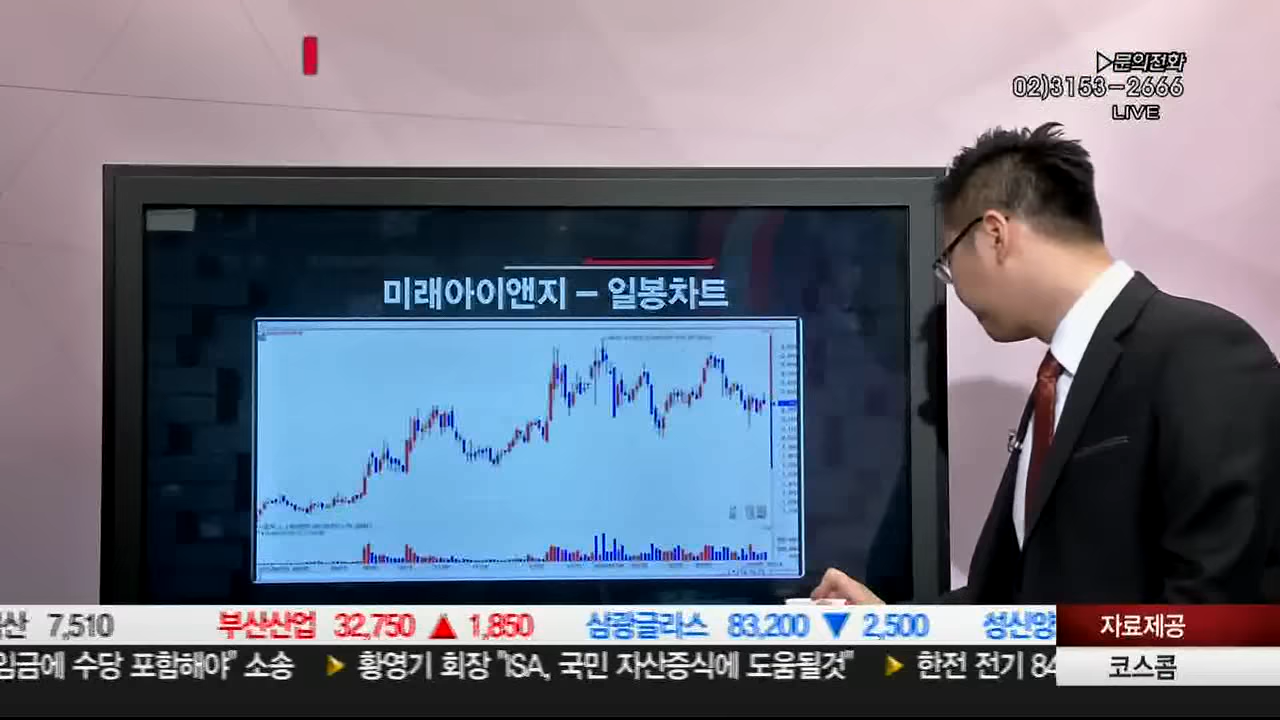 ▷문의전화
02)3153-2666
LIVE
미래아이앤지 - 일봉차트
산 7,510 부산산업 32,750 ▲ 1,850 삼광글라스 83,200 ▼ 2,500 성신양
자료제공
임금에 수당 포함해야" 소송 ▶ 황영기 회장 "ISA, 국민 자산증식에 도움될것" ▶ 한전 전기 84
코스콤